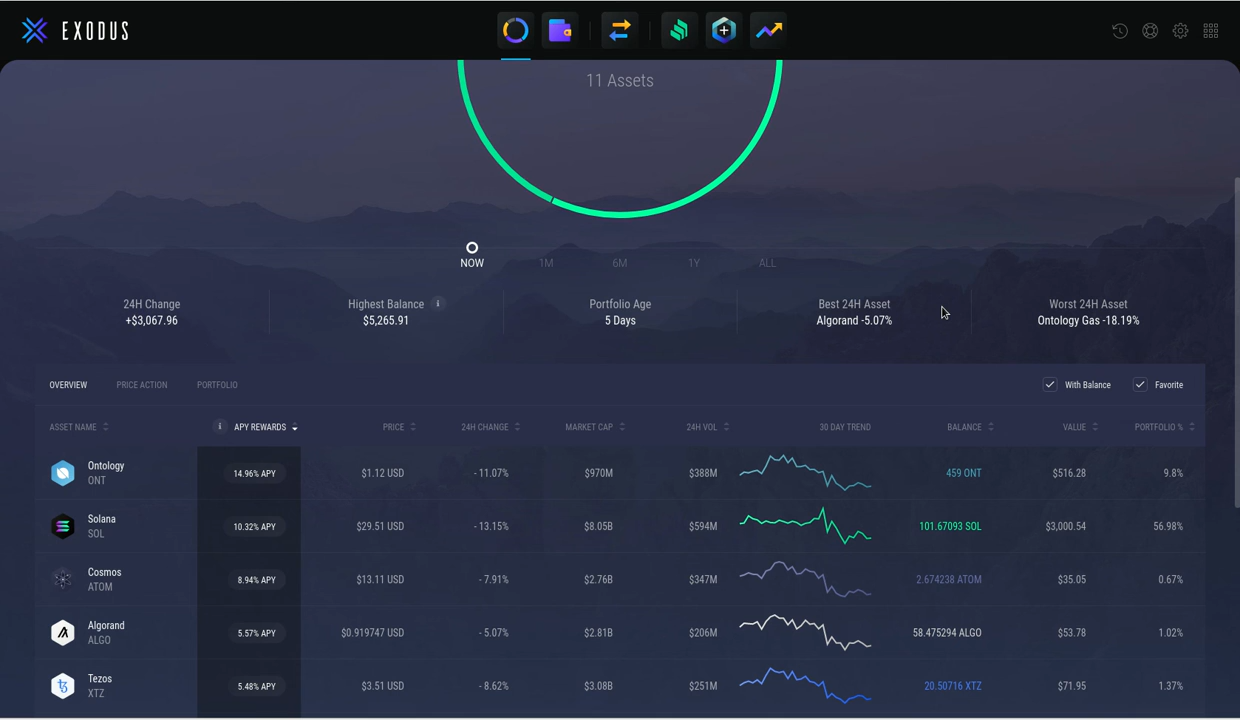 EXODUS
11 Assets
NOW 1M 6M 1Y ALL
24H Change Highest Balance i Portfolio Age Best 24H Asset Worst 24H Asset
+$3,067.96 $5,265.91 5 Days Algorand -5.07% Ontology Gas -18.19%
OVERVIEW PRICE ACTION PORTFOLIO With Balance Favorite
ASSET NAME i APY REWARDS PRICE 24H CHANGE MARKET CAP 24H VOL 30 DAY TREND BALANCE VALUE PORTFOLIO %
Ontology
ONT 14.96% APY $1.12 USD - 11.07% $970M $388M 459 ONT $516.28 9.8%
Solana
SOL 10.32% APY $29.51 USD - 13.15% $8.05B $594M 101.67093 SOL $3,000.54 56.98%
Cosmos
ATOM 8.94% APY $13.11 USD - 7.91% $2.76B $347M 2.674238 ATOM $35.05 0.67%
Algorand
ALGO 5.57% APY $0.919747 USD - 5.07% $2.81B $206M 58.475294 ALGO $53.78 1.02%
Tezos
XTZ 5.48% APY $3.51 USD - 8.62% $3.08B $251M 20.50716 XTZ $71.95 1.37%